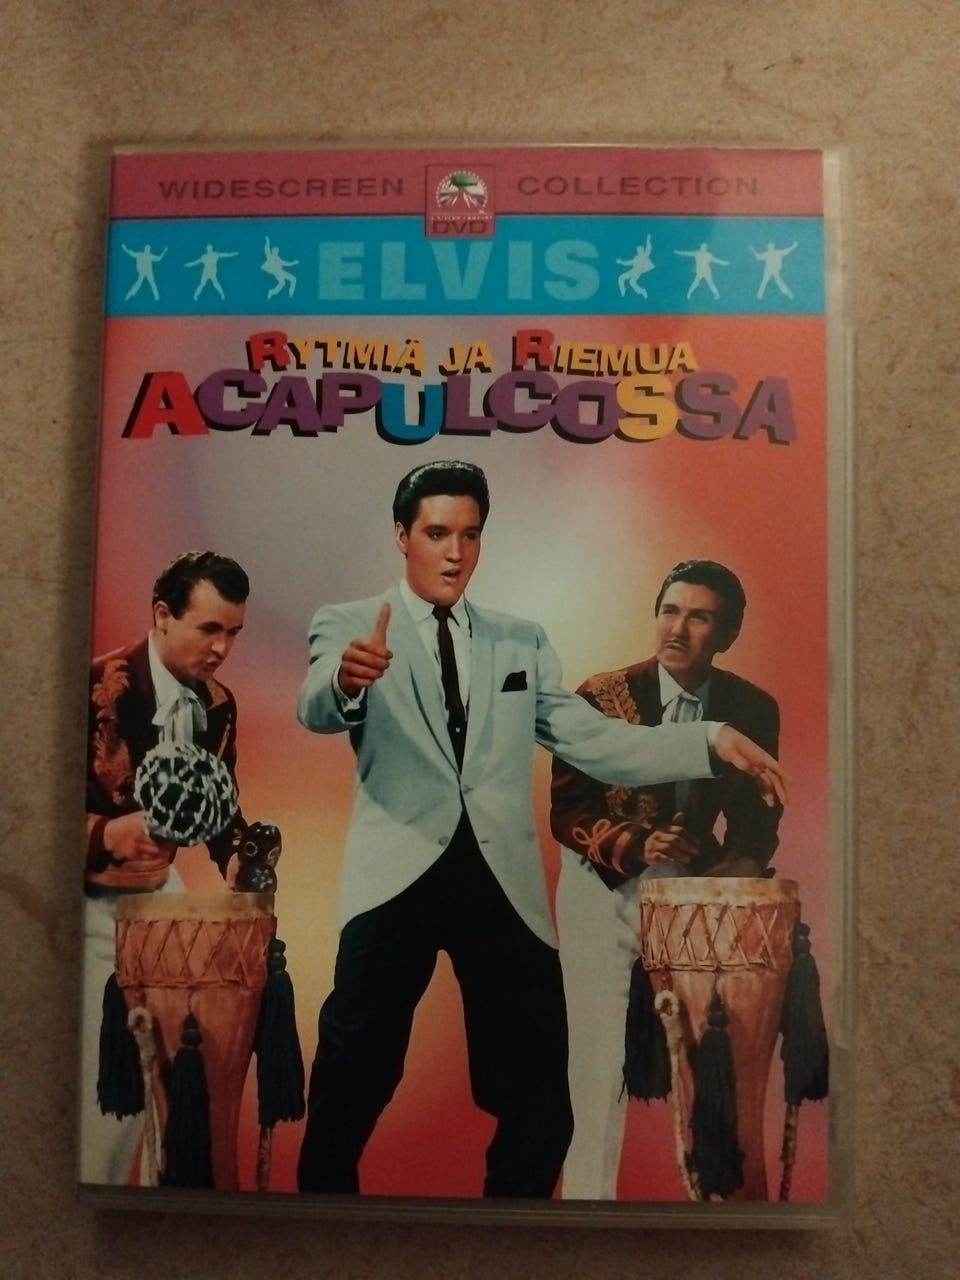 WIDESCREEN COLLECTION
DVD
ELVIS
RYTMIÄ JA RIEMUA
ACAPULCOSSA